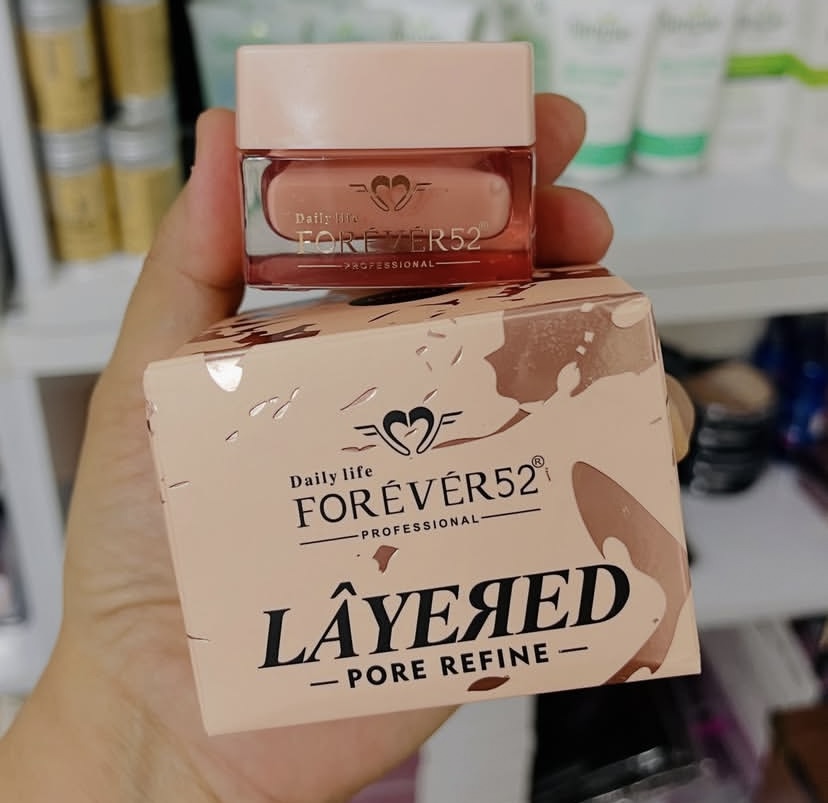 Daily life
FORÉVÉR52®
PROFESSIONAL
Daily life
FORÉVÉR52®
PROFESSIONAL
LÂYEЯED
— PORE REFINE —